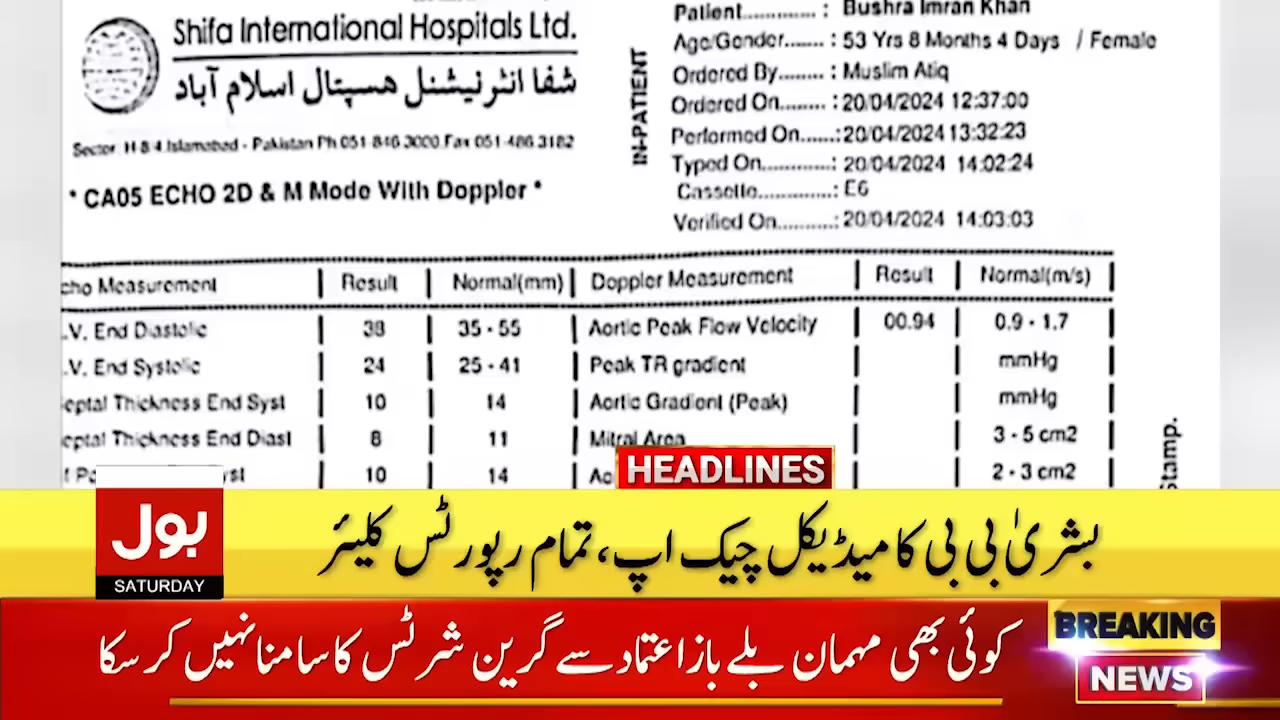 Shifa International Hospitals Ltd.
شفا انٹرنیشنل ہسپتال اسلام آباد
Sector H-8/4 Islamabad - Pakistan Ph 051-846 3000 Fax 051-486 3182
* CA05 ECHO 2D & M Mode With Doppler *
IN-PATIENT
Patient............. : Bushra Imran Khan
Age/Gender....... : 53 Yrs 8 Months 4 Days / Female
Ordered By........ : Muslim Atiq
Ordered On........ : 20/04/2024 12:37:00
Performed On......: 20/04/2024 13:32:23
Typed On............: 20/04/2024 14:02:24
Cassette..............: E6
Verified On..........: 20/04/2024 14:03:03
cho Measurement | Result | Normal(mm) | Doppler Measurement | Result | Normal(m/s) |
.V. End Diastolic | 38 | 35 - 55 | Aortic Peak Flow Velocity | 00.94 | 0.9 - 1.7 |
.V. End Systolic | 24 | 25 - 41 | Peak TR gradient | | mmHg |
eptal Thickness End Syst | 10 | 14 | Aortic Gradient (Peak) | | mmHg |
eptal Thickness End Diast | 8 | 11 | Mitral Area | | 3 - 5 cm2 |
yst | 10 | 14 | | 2 - 3 cm2 |
Stamp.
HEADLINES
بول
SATURDAY
بشریٰ بی بی کا میڈیکل چیک اپ، تمام رپورٹس کلیئر
کوئی بھی مہمان بلے باز اعتماد سے گرین شرٹس کا سامنا نہیں کر سکا
BREAKING
NEWS